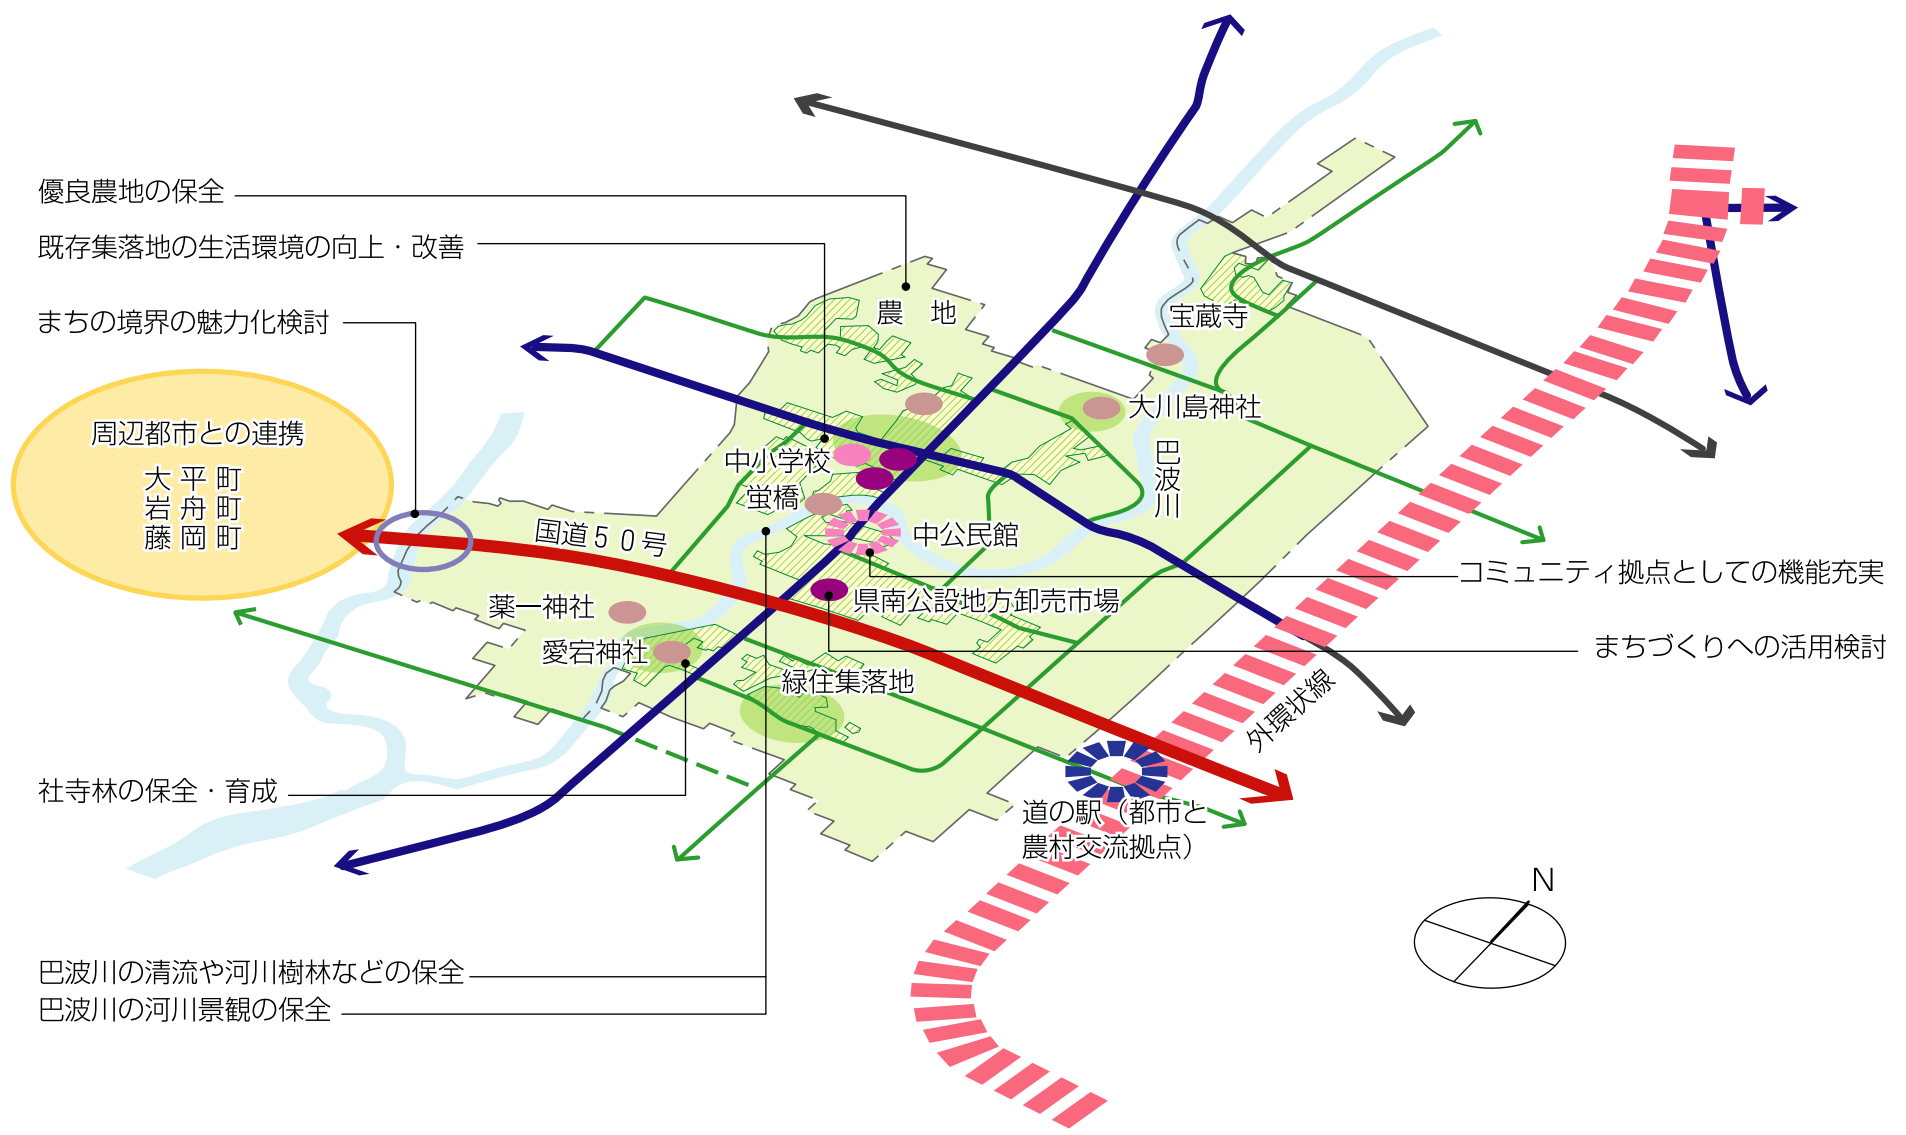 優良農地の保全
既存集落地の生活環境の向上・改善
まちの境界の魅力化検討
周辺都市との連携
大 平 町
岩 舟 町
藤 岡 町
農　地
宝蔵寺
大川島神社
巴波川
中小学校
蛍橋
国道５０号
中公民館
コミュニティ拠点としての機能充実
県南公設地方卸売市場
薬一神社
愛宕神社
まちづくりへの活用検討
緑住集落地
外環状線
社寺林の保全・育成
道の駅（都市と
農村交流拠点）
N
巴波川の清流や河川樹林などの保全
巴波川の河川景観の保全